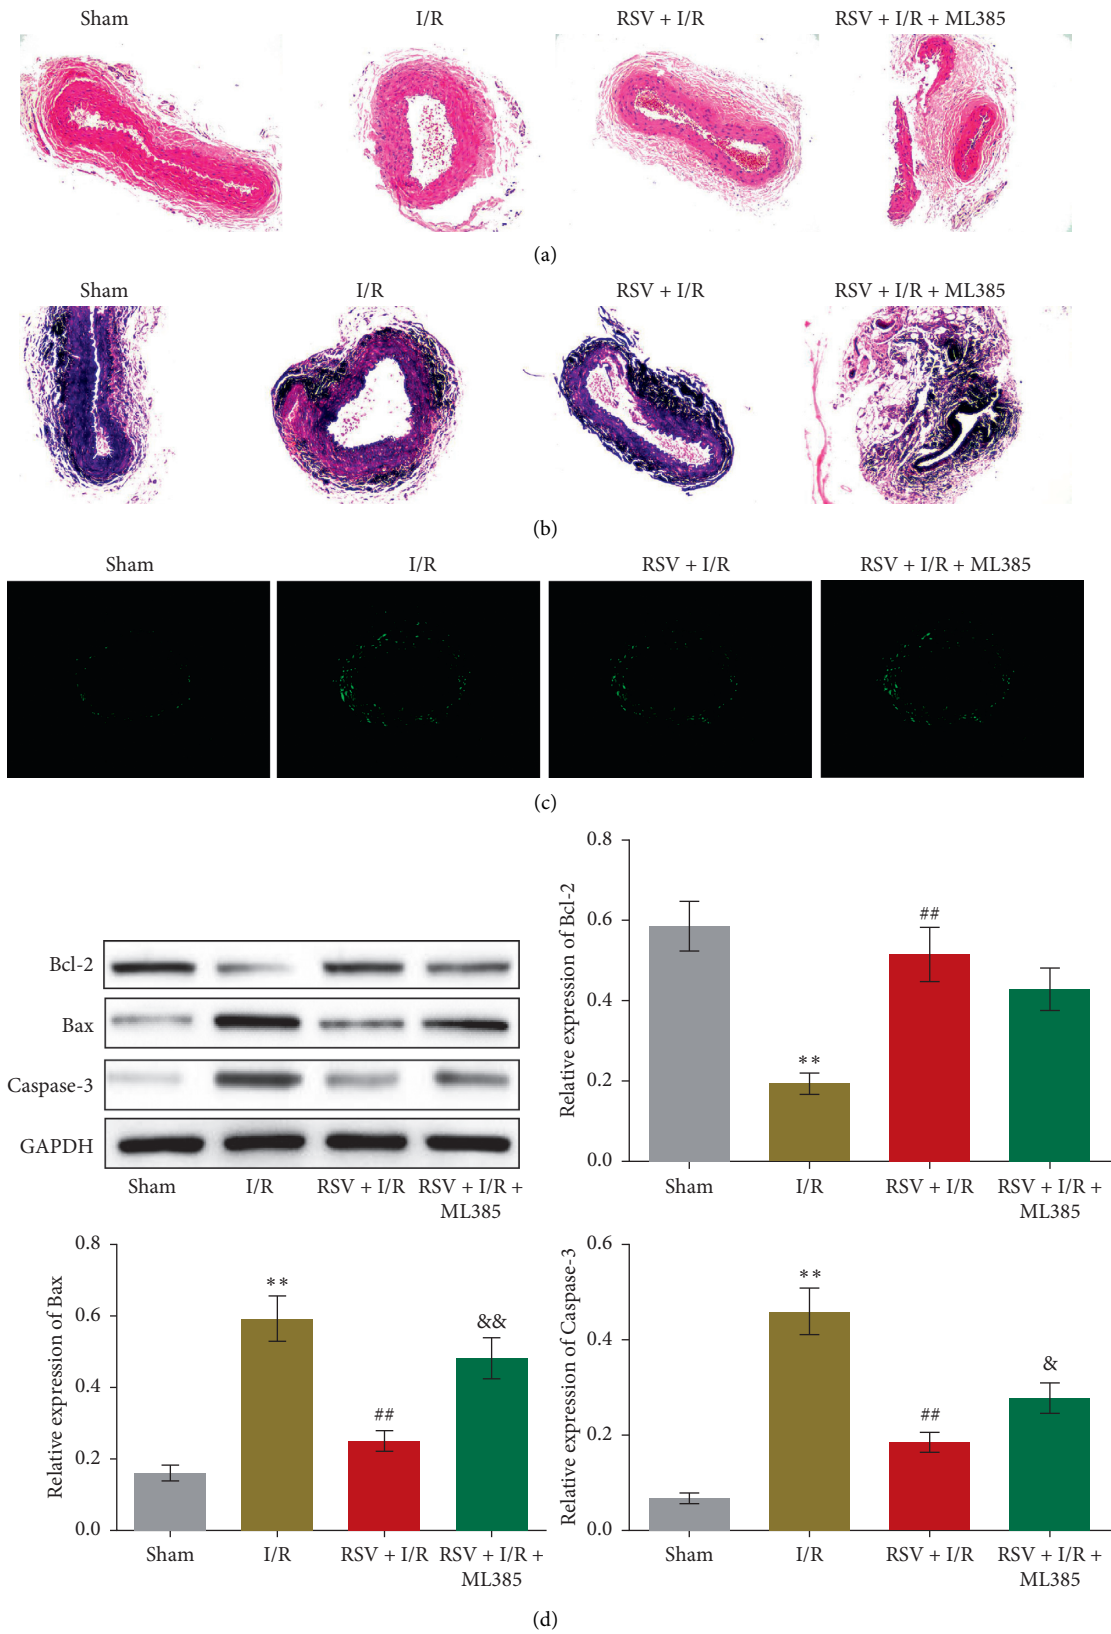 Sham I/R RSV + I/R RSV + I/R + ML385
(a)
Sham I/R RSV + I/R RSV + I/R + ML385
(b)
Sham I/R RSV + I/R RSV + I/R + ML385
(c)
Bcl-2
Bax
Caspase-3
GAPDH
Sham I/R RSV + I/R RSV + I/R +
ML385
Relative expression of Bcl-2
0.8
0.6
0.4
0.2
0.0
**
##
Sham I/R RSV + I/R RSV + I/R +
ML385
Relative expression of Bax
0.8
0.6
0.4
0.2
0.0
**
##
&&
Sham I/R RSV + I/R RSV + I/R +
ML385
Relative expression of Caspase-3
0.6
0.4
0.2
0.0
**
##
&
Sham I/R RSV + I/R RSV + I/R +
ML385
(d)